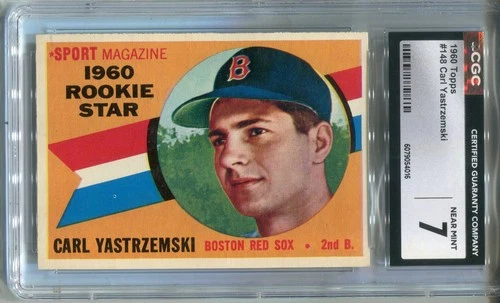 *SPORT MAGAZINE
1960
ROOKIE
STAR
B
CARL YASTRZEMSKI BOSTON RED SOX • 2nd B.
CGC
CERTIFIED GUARANTY COMPANY
1960 Topps
#148 Carl Yastrzemski
6079054016
NEAR MINT
7